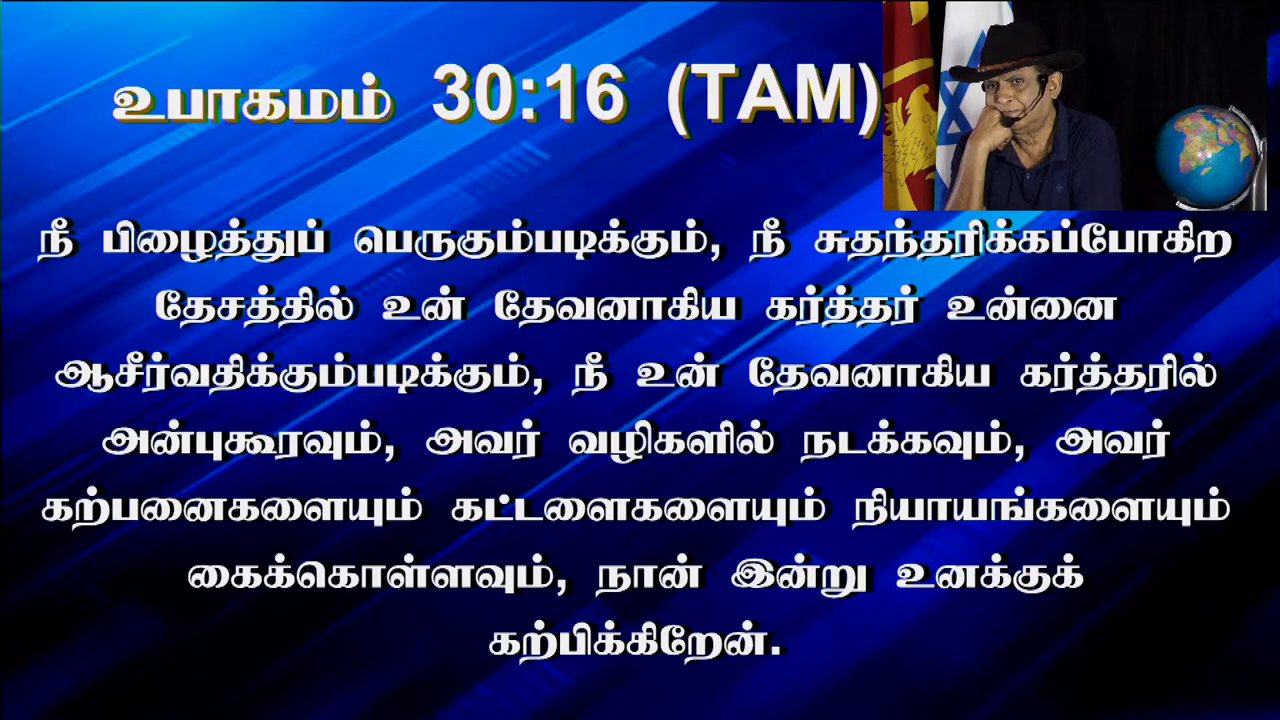 உபாகமம் 30:16 (TAM)
நீ பிழைத்துப் பெருகும்படிக்கும், நீ சுதந்தரிக்கப்போகிற
தேசத்தில் உன் தேவனாகிய கர்த்தர் உன்னை
ஆசீர்வதிக்கும்படிக்கும், நீ உன் தேவனாகிய கர்த்தரில்
அன்புகூரவும், அவர் வழிகளில் நடக்கவும், அவர்
கற்பனைகளையும் கட்டளைகளையும் நியாயங்களையும்
கைக்கொள்ளவும், நான் இன்று உனக்குக்
கற்பிக்கிறேன்.